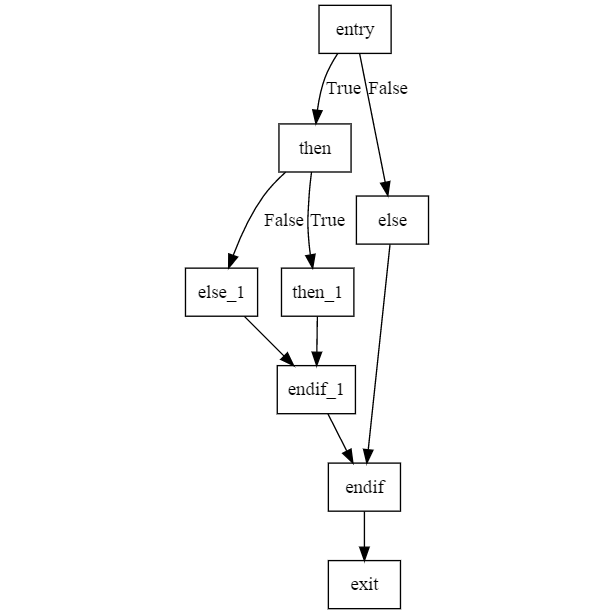 entry
True
False
then
False
True
else
else_1
then_1
endif_1
endif
exit